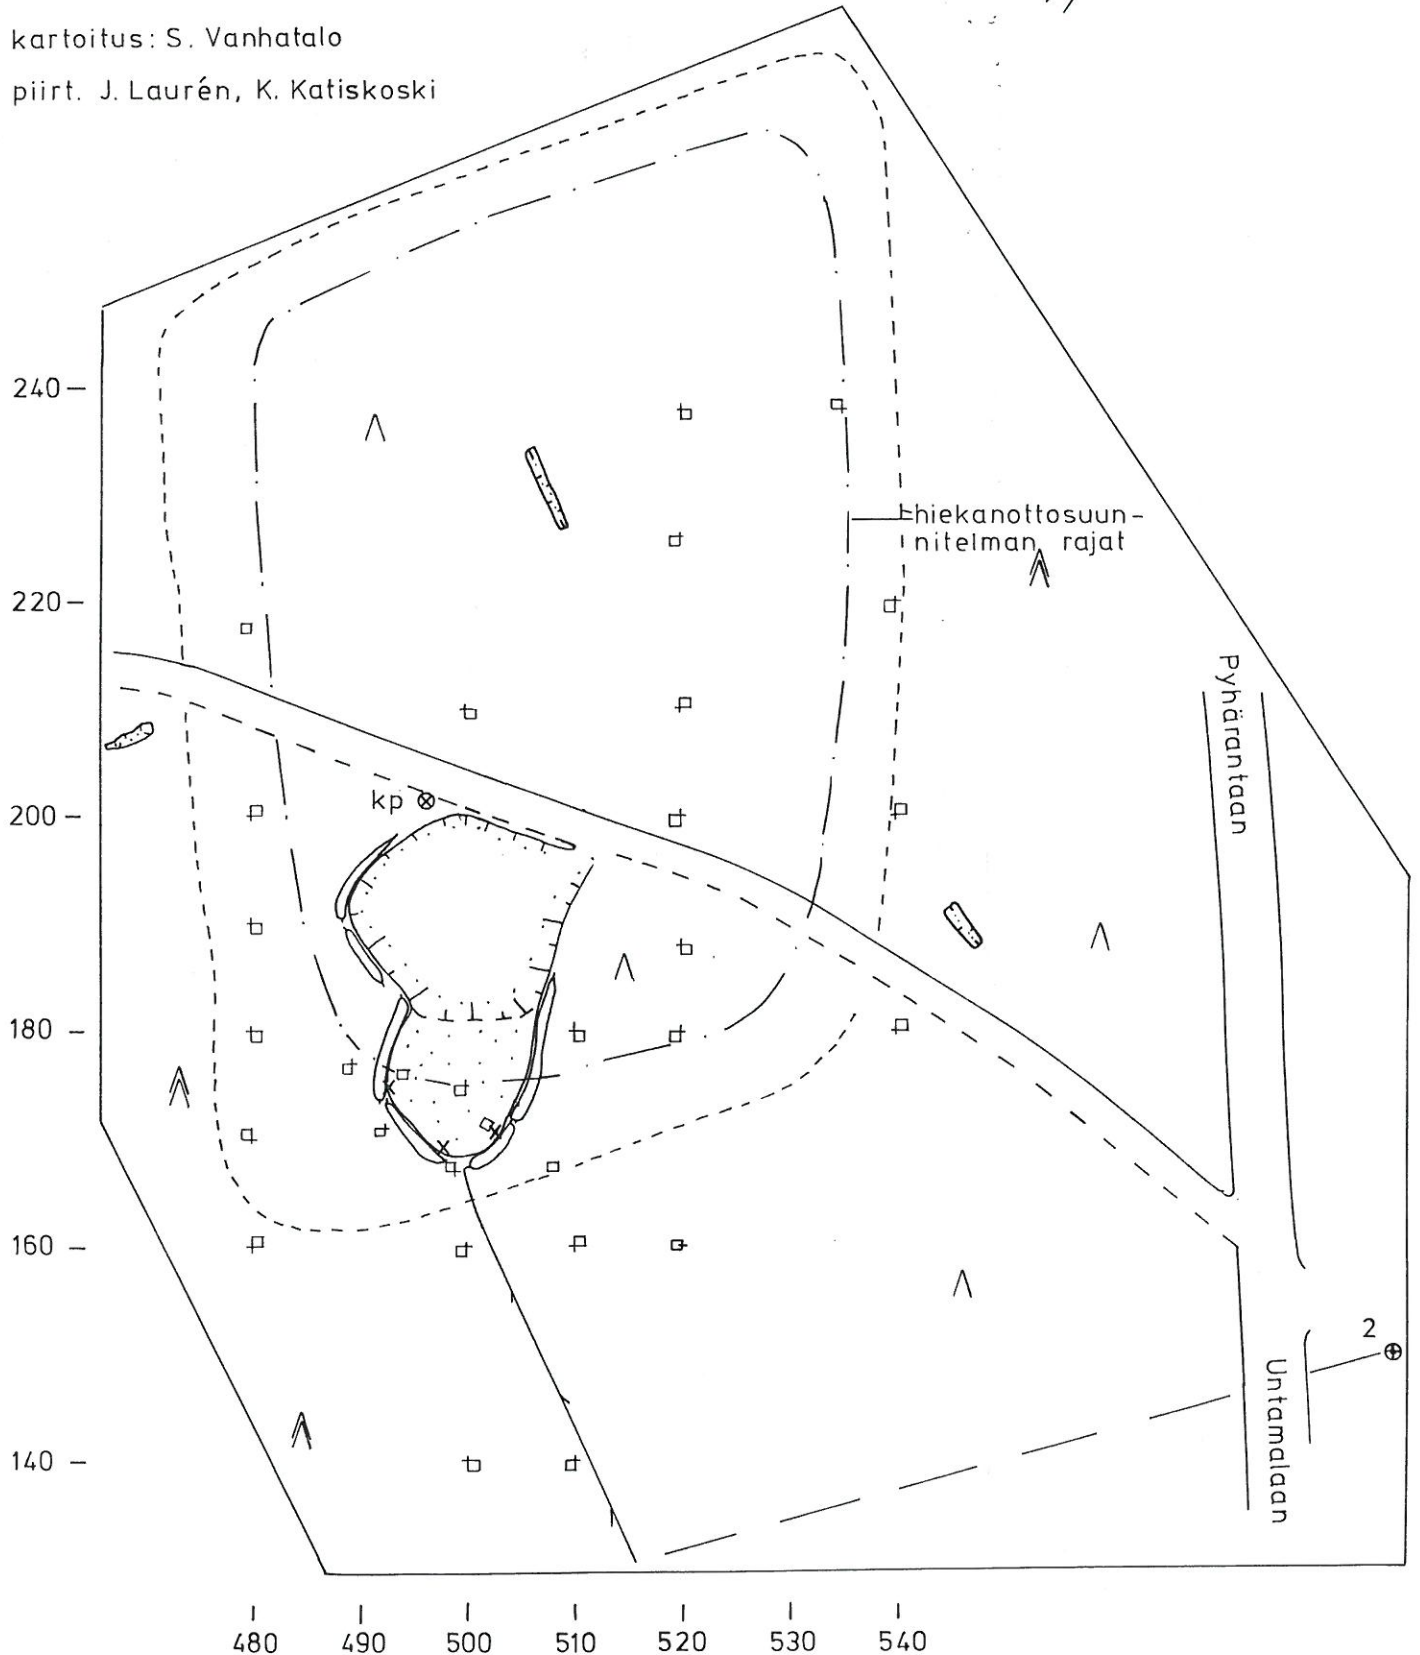 kartoitus: S. Vanhatalo
piirt. J. Laurén, K. Katiskoski
240
hiekanottosuun-
nitelman rajat
220
Pyhärantaan
kp
200
180
160
2
Untamalaan
140
480 490 500 510 520 530 540